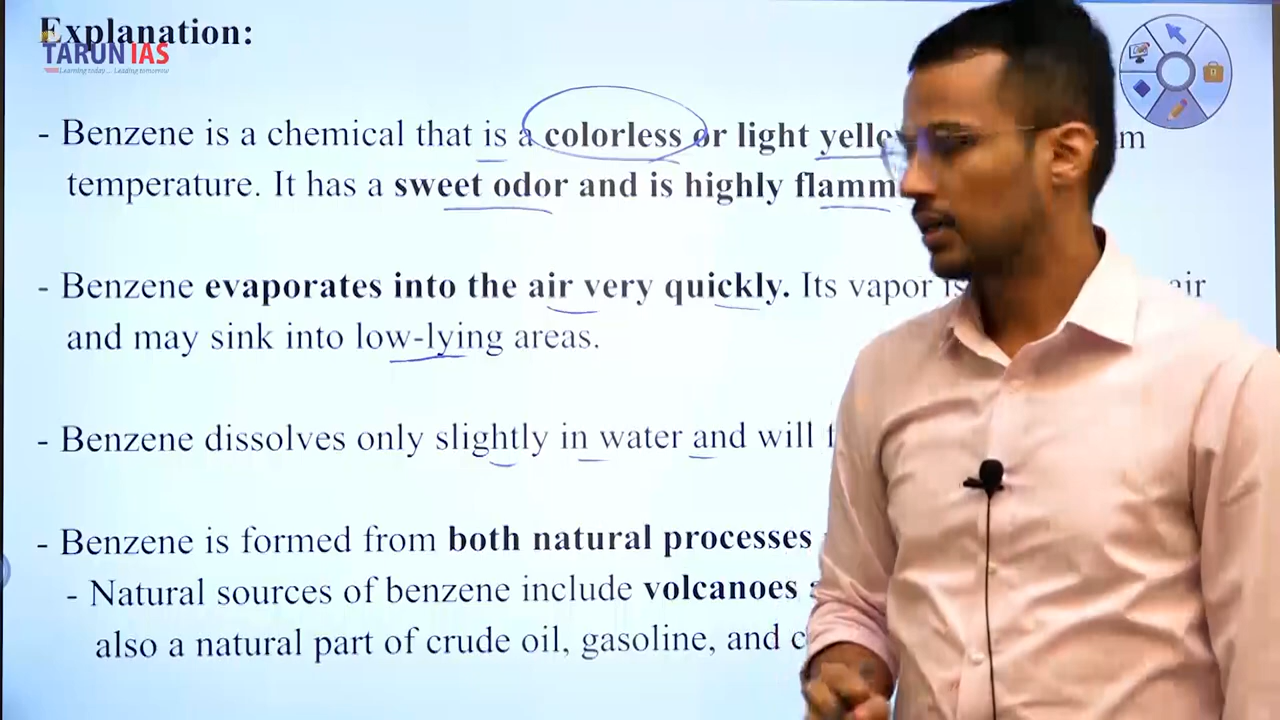 Explanation:
TARUN IAS
Learning today... Leading tomorrow
- Benzene is a chemical that is a colorless or light yello m
temperature. It has a sweet odor and is highly flamm
- Benzene evaporates into the air very quickly. Its vapor is air
and may sink into low-lying areas.
- Benzene dissolves only slightly in water and will
- Benzene is formed from both natural processes
- Natural sources of benzene include volcanoes
also a natural part of crude oil, gasoline, and c